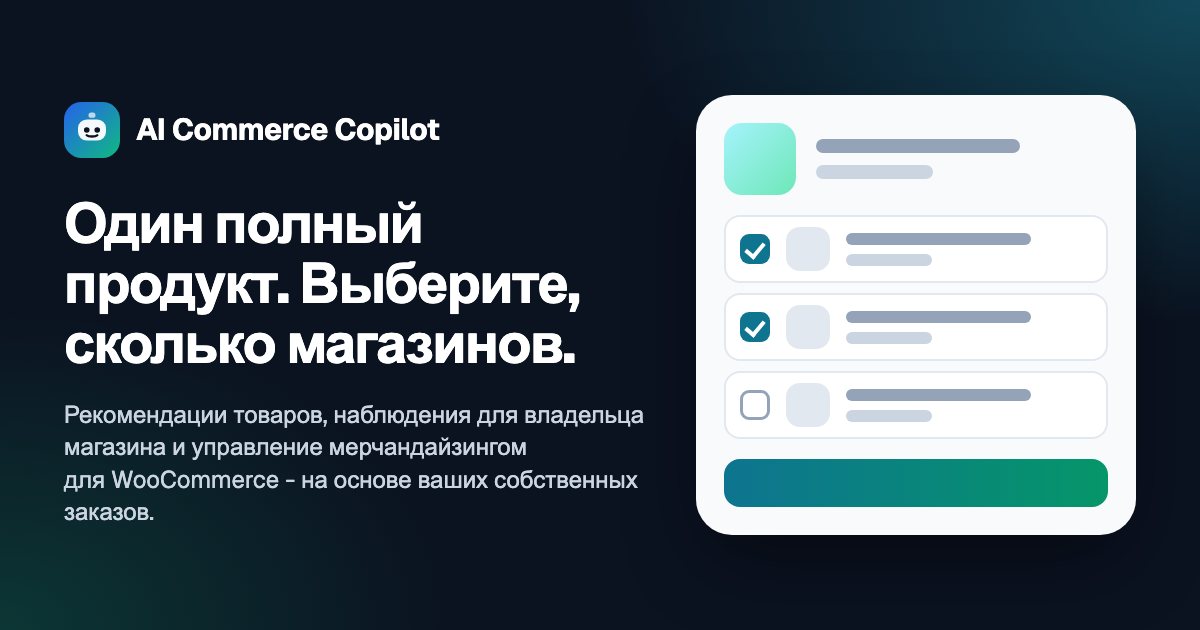 AI Commerce Copilot
Один полный
продукт. Выберите,
сколько магазинов.
Рекомендации товаров, наблюдения для владельца
магазина и управление мерчандайзингом
для WooCommerce - на основе ваших собственных
заказов.